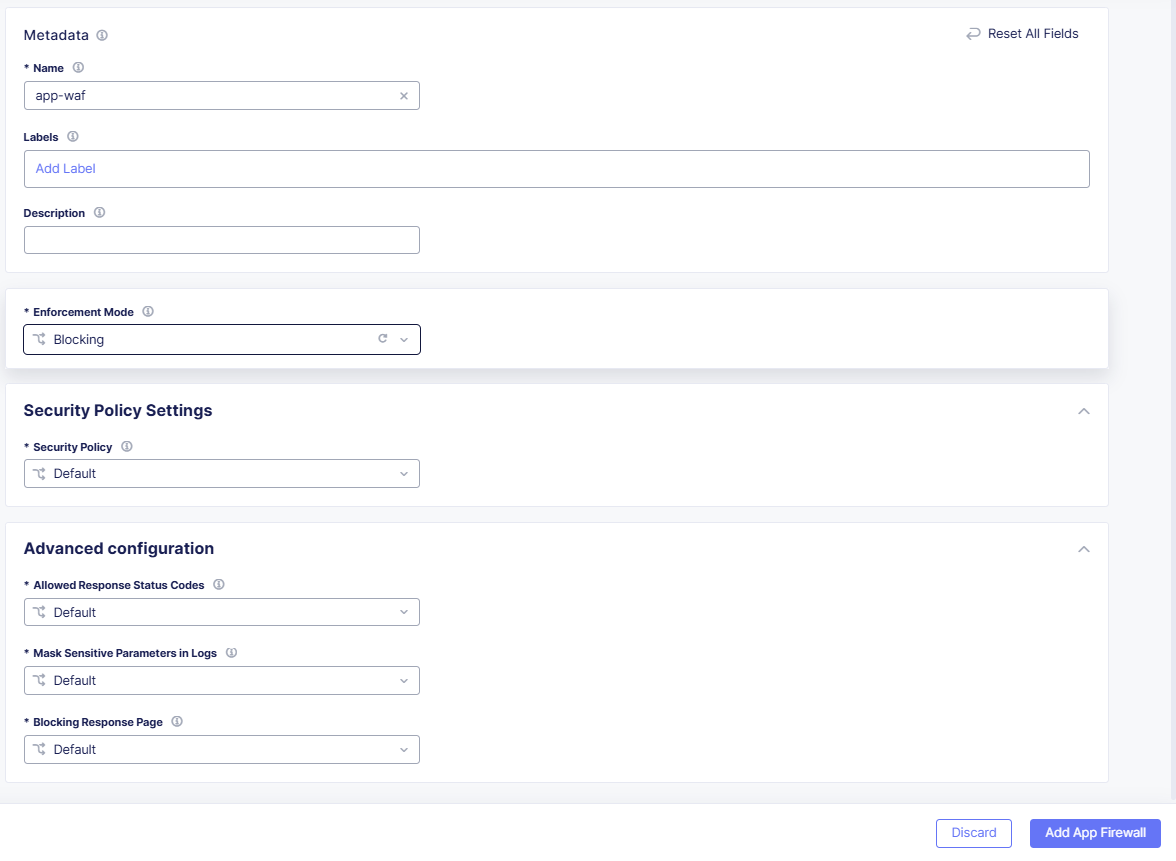 Metadata
Reset All Fields
* Name
app-waf
Labels
Add Label
Description
* Enforcement Mode
Blocking
Security Policy Settings
* Security Policy
Default
Advanced configuration
* Allowed Response Status Codes
Default
* Mask Sensitive Parameters in Logs
Default
* Blocking Response Page
Default
Discard
Add App Firewall